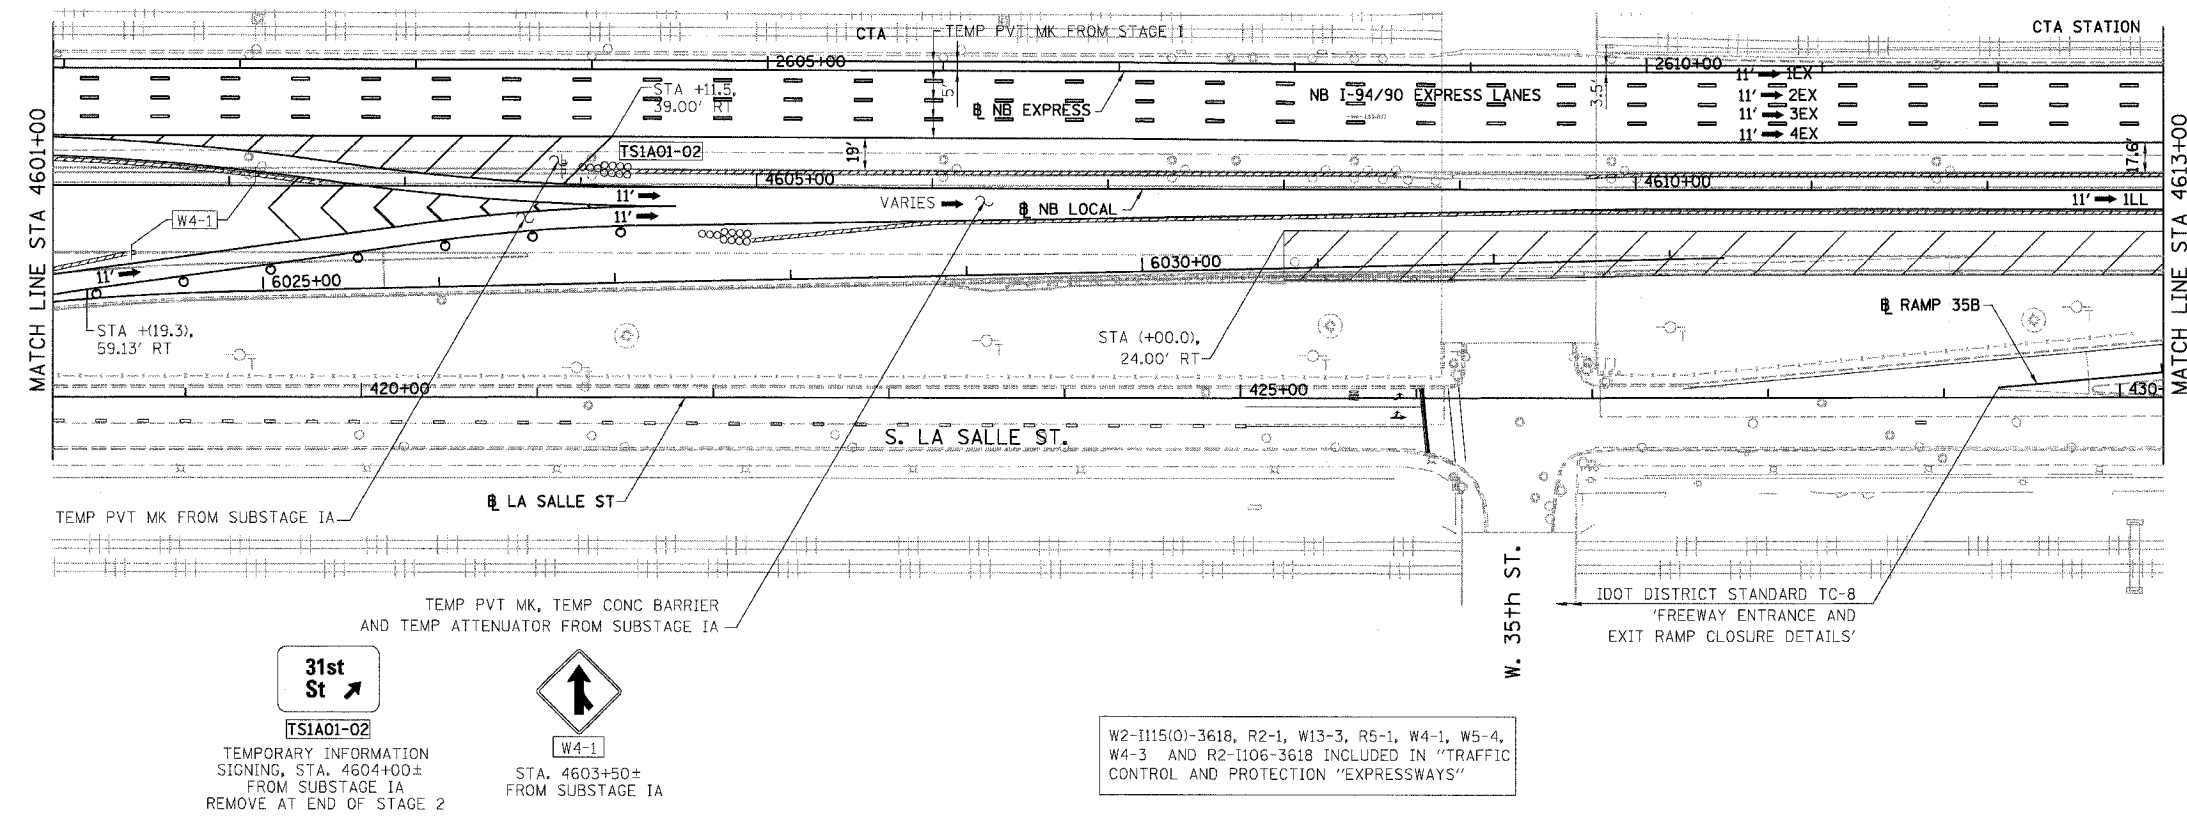 CTA
TEMP PVT MK FROM STAGE I
CTA STATION
2605+00
2610+00
11' 1EX
11' 2EX
11' 3EX
11' 4EX
STA +11.5,
39.00' RT
5'
℄ NB EXPRESS
NB I-94/90 EXPRESS LANES
3.5'
MATCH LINE STA 4601+00
MATCH LINE STA 4613+00
TS1A01-02
19'
17.6'
4605+00
4610+00
11'
11'
VARIES
℄ NB LOCAL
11' 1LL
W4-1
11'
6025+00
6030+00
STA +(19.3),
59.13' RT
STA (+00.0),
24.00' RT
℄ RAMP 35B
420+00
425+00
430
S. LA SALLE ST.
℄ LA SALLE ST
TEMP PVT MK FROM SUBSTAGE IA
TEMP PVT MK, TEMP CONC BARRIER
AND TEMP ATTENUATOR FROM SUBSTAGE IA
W. 35th ST.
IDOT DISTRICT STANDARD TC-8
'FREEWAY ENTRANCE AND
EXIT RAMP CLOSURE DETAILS'
31st
St
TS1A01-02
TEMPORARY INFORMATION
SIGNING, STA. 4604+00±
FROM SUBSTAGE IA
REMOVE AT END OF STAGE 2
W4-1
STA. 4603+50±
FROM SUBSTAGE IA
W2-I115(O)-3618, R2-1, W13-3, R5-1, W4-1, W5-4,
W4-3 AND R2-I106-3618 INCLUDED IN "TRAFFIC
CONTROL AND PROTECTION "EXPRESSWAYS"